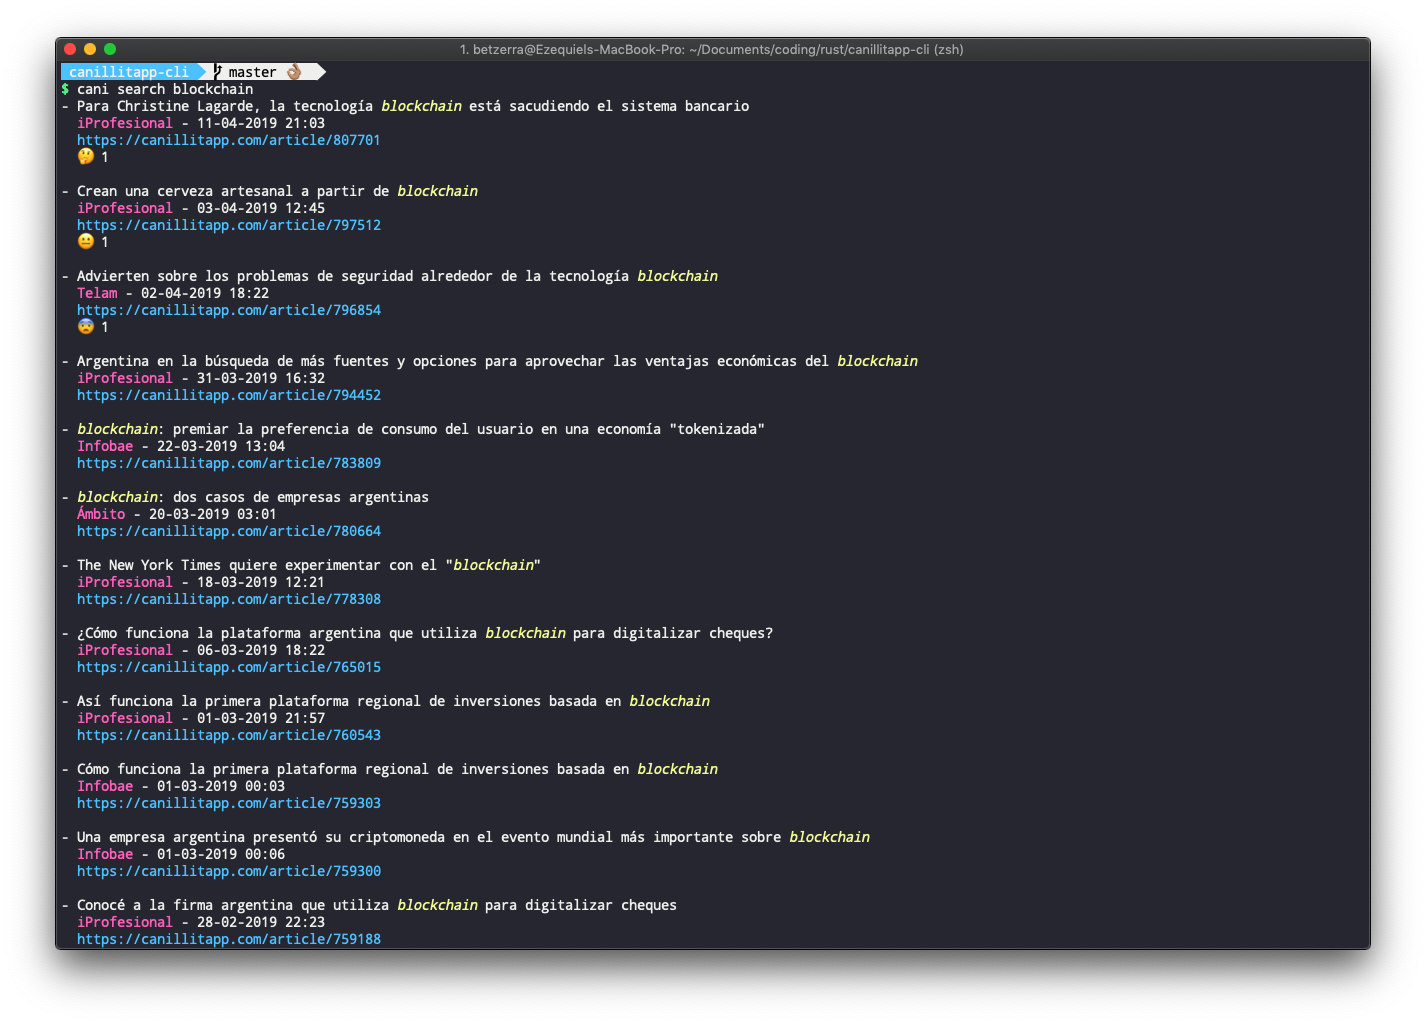 1. betzerra@Ezequiels-MacBook-Pro: ~/Documents/coding/rust/canillitapp-cli (zsh)
canillitapp-cli master 👌🏽
$ cani search blockchain
- Para Christine Lagarde, la tecnología blockchain está sacudiendo el sistema bancario
iProfesional - 11-04-2019 21:03
https://canillitapp.com/article/807701
🤔 1
- Crean una cerveza artesanal a partir de blockchain
iProfesional - 03-04-2019 12:45
https://canillitapp.com/article/797512
😐 1
- Advierten sobre los problemas de seguridad alrededor de la tecnología blockchain
Telam - 02-04-2019 18:22
https://canillitapp.com/article/796854
😨 1
- Argentina en la búsqueda de más fuentes y opciones para aprovechar las ventajas económicas del blockchain
iProfesional - 31-03-2019 16:32
https://canillitapp.com/article/794452
- blockchain: premiar la preferencia de consumo del usuario en una economía "tokenizada"
Infobae - 22-03-2019 13:04
https://canillitapp.com/article/783809
- blockchain: dos casos de empresas argentinas
Ámbito - 20-03-2019 03:01
https://canillitapp.com/article/780664
- The New York Times quiere experimentar con el "blockchain"
iProfesional - 18-03-2019 12:21
https://canillitapp.com/article/778308
- ¿Cómo funciona la plataforma argentina que utiliza blockchain para digitalizar cheques?
iProfesional - 06-03-2019 18:22
https://canillitapp.com/article/765015
- Así funciona la primera plataforma regional de inversiones basada en blockchain
iProfesional - 01-03-2019 21:57
https://canillitapp.com/article/760543
- Cómo funciona la primera plataforma regional de inversiones basada en blockchain
Infobae - 01-03-2019 00:03
https://canillitapp.com/article/759303
- Una empresa argentina presentó su criptomoneda en el evento mundial más importante sobre blockchain
Infobae - 01-03-2019 00:06
https://canillitapp.com/article/759300
- Conocé a la firma argentina que utiliza blockchain para digitalizar cheques
iProfesional - 28-02-2019 22:23
https://canillitapp.com/article/759188